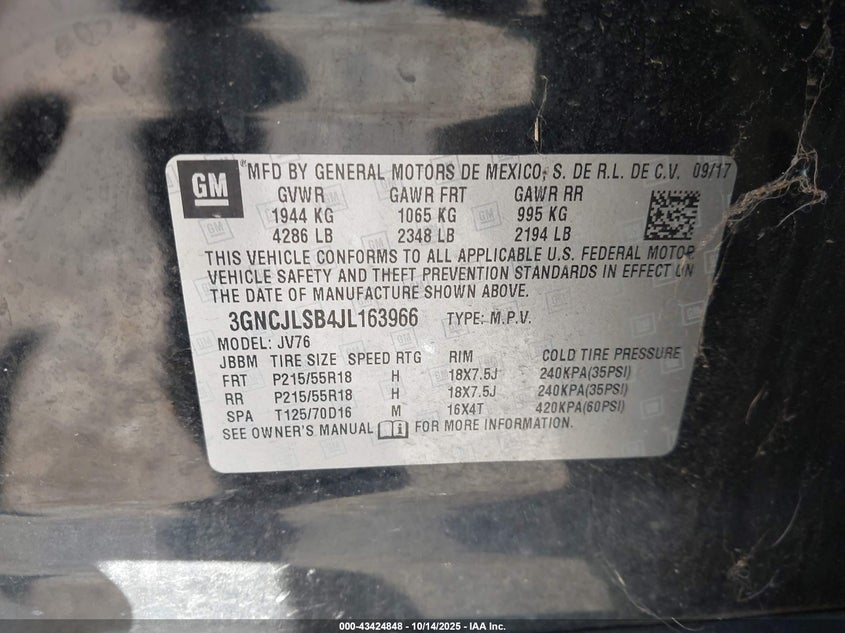 GM ® MFD BY GENERAL MOTORS DE MEXICO, S. DE R.L. DE C.V. 09/17
GVWR GAWR FRT GAWR RR
1944 KG 1065 KG 995 KG
4286 LB 2348 LB 2194 LB
THIS VEHICLE CONFORMS TO ALL APPLICABLE U.S. FEDERAL MOTOR
VEHICLE SAFETY AND THEFT PREVENTION STANDARDS IN EFFECT ON
THE DATE OF MANUFACTURE SHOWN ABOVE.
3GNCJLSB4JL163966 TYPE: M.P.V.
MODEL: JV76
JBBM TIRE SIZE SPEED RTG RIM COLD TIRE PRESSURE
FRT P215/55R18 H 18X7.5J 240KPA(35PSI)
RR P215/55R18 H 18X7.5J 240KPA(35PSI)
SPA T125/70D16 M 16X4T 420KPA(60PSI)
SEE OWNER'S MANUAL FOR MORE INFORMATION.
000-43424848 - 10/14/2025 - IAA Inc.